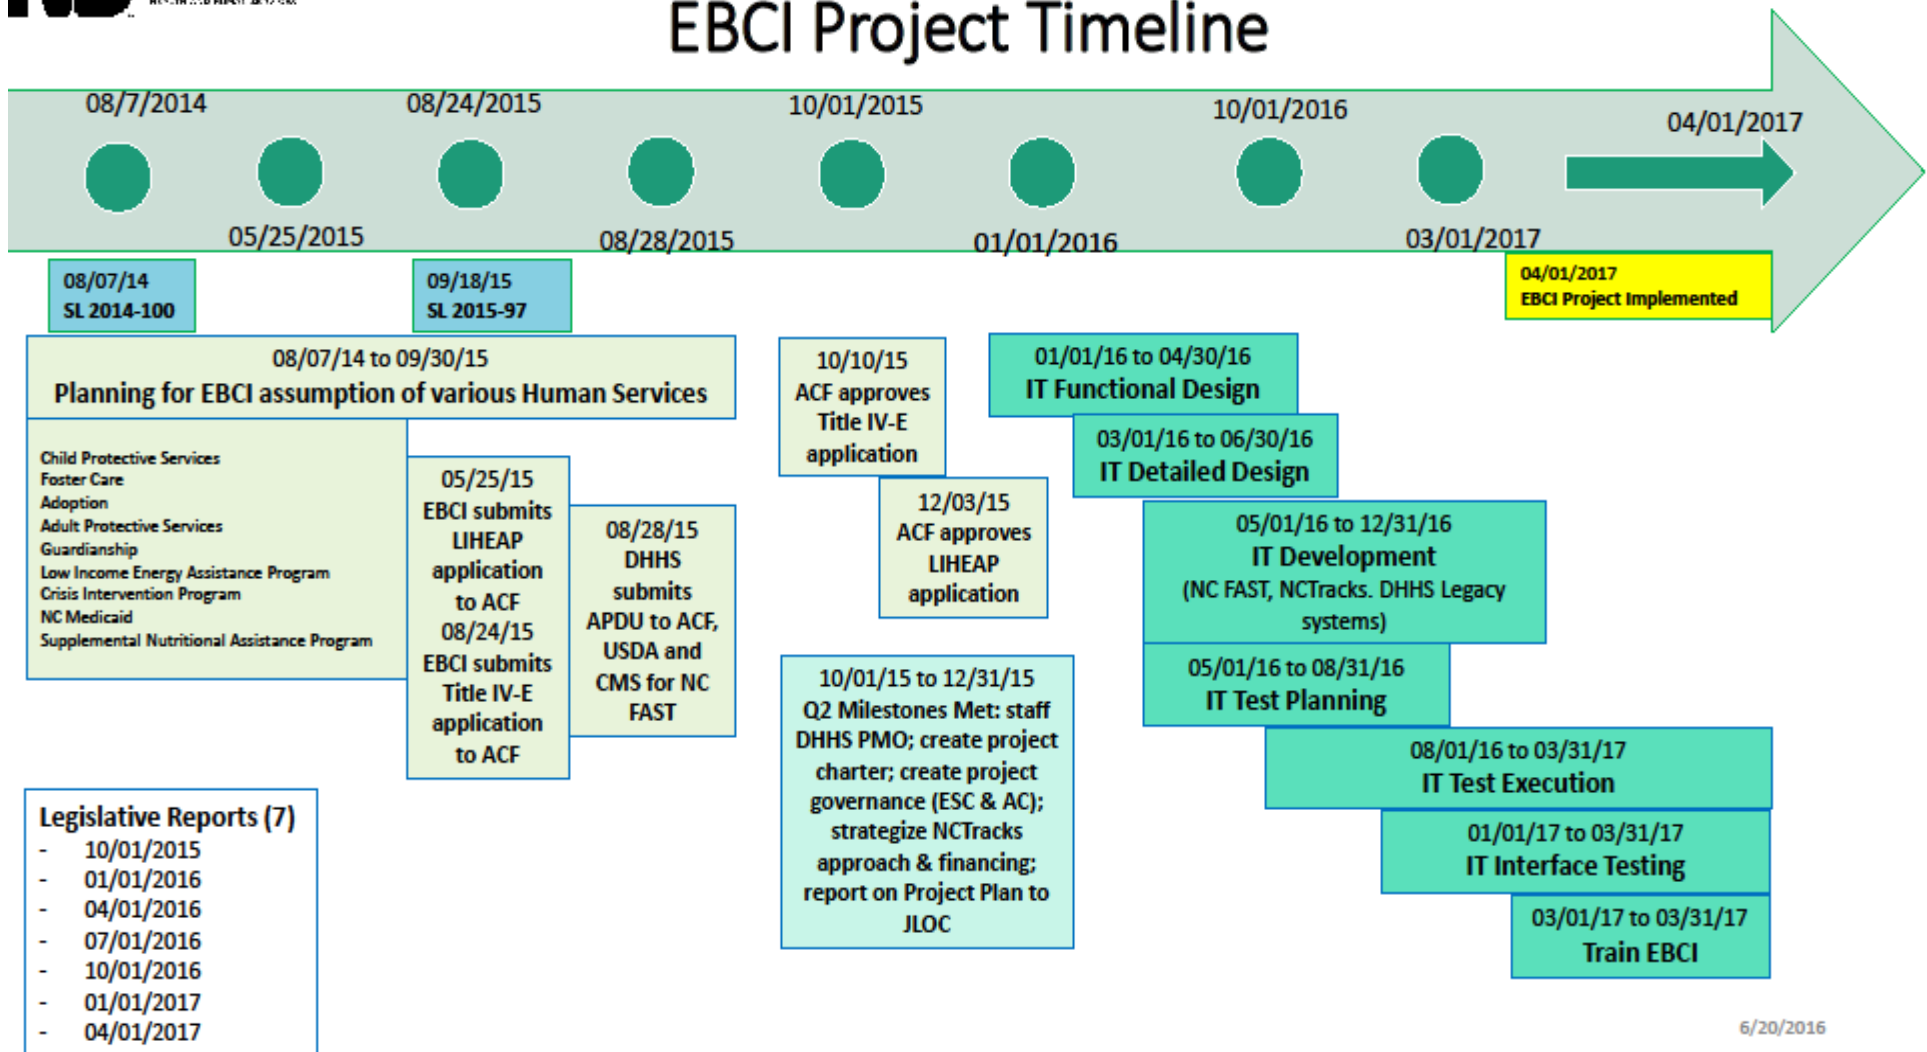 EBCI Project Timeline
08/7/2014
08/24/2015
10/01/2015
10/01/2016
04/01/2017
05/25/2015
08/28/2015
01/01/2016
03/01/2017
08/07/14
SL 2014-100
09/18/15
SL 2015-97
04/01/2017
EBCI Project Implemented
08/07/14 to 09/30/15
Planning for EBCI assumption of various Human Services
Child Protective Services
Foster Care
Adoption
Adult Protective Services
Guardianship
Low Income Energy Assistance Program
Crisis Intervention Program
NC Medicaid
Supplemental Nutritional Assistance Program
05/25/15
EBCI submits
LIHEAP
application
to ACF
08/24/15
EBCI submits
Title IV-E
application
to ACF
08/28/15
DHHS
submits
APDU to ACF,
USDA and
CMS for NC
FAST
10/10/15
ACF approves
Title IV-E
application
12/03/15
ACF approves
LIHEAP
application
10/01/15 to 12/31/15
Q2 Milestones Met: staff
DHHS PMO; create project
charter; create project
governance (ESC & AC);
strategize NCTracks
approach & financing;
report on Project Plan to
JLOC
01/01/16 to 04/30/16
IT Functional Design
03/01/16 to 06/30/16
IT Detailed Design
05/01/16 to 12/31/16
IT Development
(NC FAST, NCTracks. DHHS Legacy
systems)
05/01/16 to 08/31/16
IT Test Planning
08/01/16 to 03/31/17
IT Test Execution
01/01/17 to 03/31/17
IT Interface Testing
03/01/17 to 03/31/17
Train EBCI
Legislative Reports (7)
- 10/01/2015
- 01/01/2016
- 04/01/2016
- 07/01/2016
- 10/01/2016
- 01/01/2017
- 04/01/2017
6/20/2016